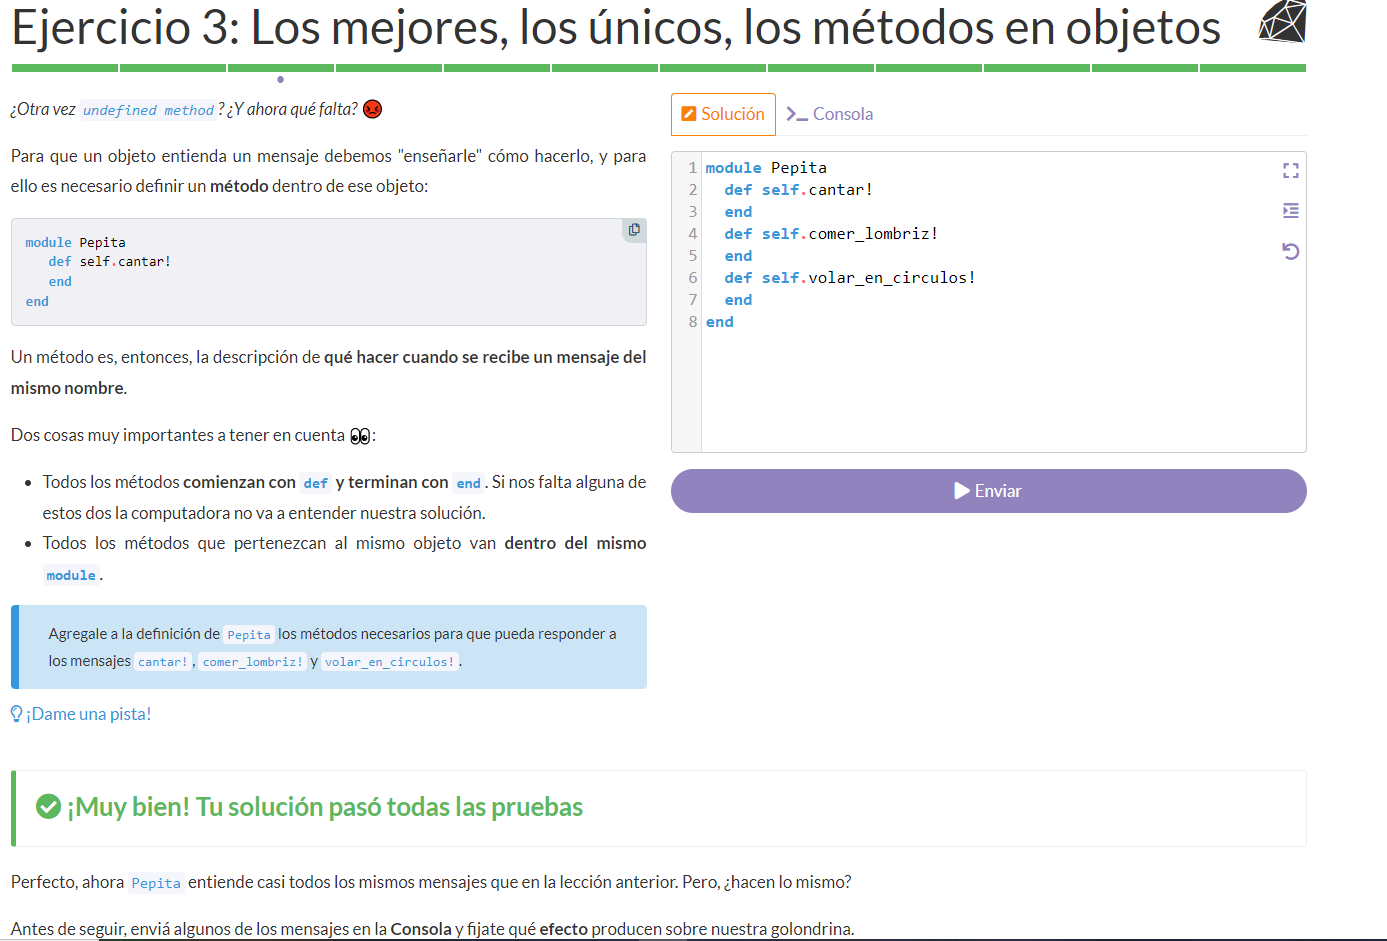 Ejercicio 3: Los mejores, los únicos, los métodos en objetos
¿Otra vez undefined method? ¿Y ahora qué falta?
Para que un objeto entienda un mensaje debemos "enseñarle" cómo hacerlo, y para
ello es necesario definir un método dentro de ese objeto:
module Pepita
   def self.cantar!
   end
end
Un método es, entonces, la descripción de qué hacer cuando se recibe un mensaje del
mismo nombre.
Dos cosas muy importantes a tener en cuenta :
• Todos los métodos comienzan con def y terminan con end. Si nos falta alguna de
estos dos la computadora no va a entender nuestra solución.
• Todos los métodos que pertenezcan al mismo objeto van dentro del mismo
module.
Agregale a la definición de Pepita los métodos necesarios para que pueda responder a
los mensajes cantar!, comer_lombriz! y volar_en_circulos!.
¡Dame una pista!
Solución
Consola
1 module Pepita
2   def self.cantar!
3   end
4   def self.comer_lombriz!
5   end
6   def self.volar_en_circulos!
7   end
8 end
Enviar
¡Muy bien! Tu solución pasó todas las pruebas
Perfecto, ahora Pepita entiende casi todos los mismos mensajes que en la lección anterior. Pero, ¿hacen lo mismo?
Antes de seguir, enviá algunos de los mensajes en la Consola y fijate qué efecto producen sobre nuestra golondrina.